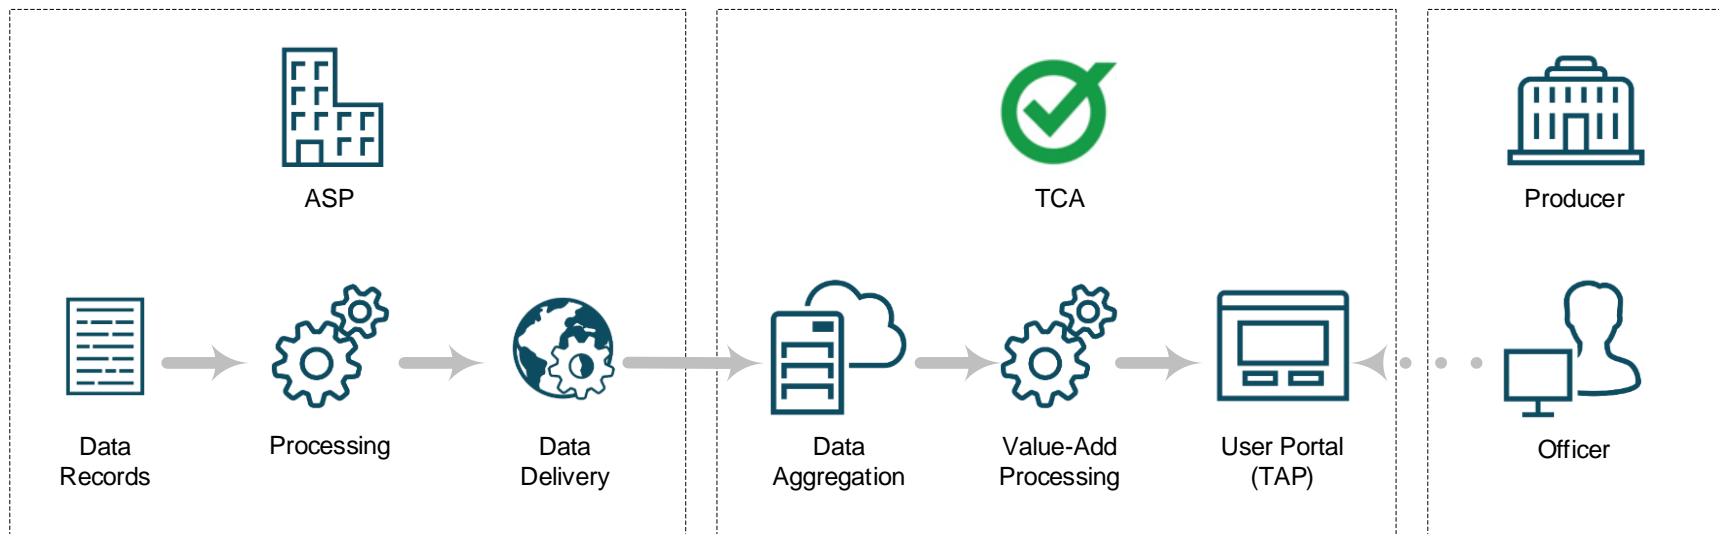 ASP
TCA
Producer
Data
Records
Processing
Data
Delivery
Data
Aggregation
Value-Add
Processing
User Portal
(TAP)
Officer